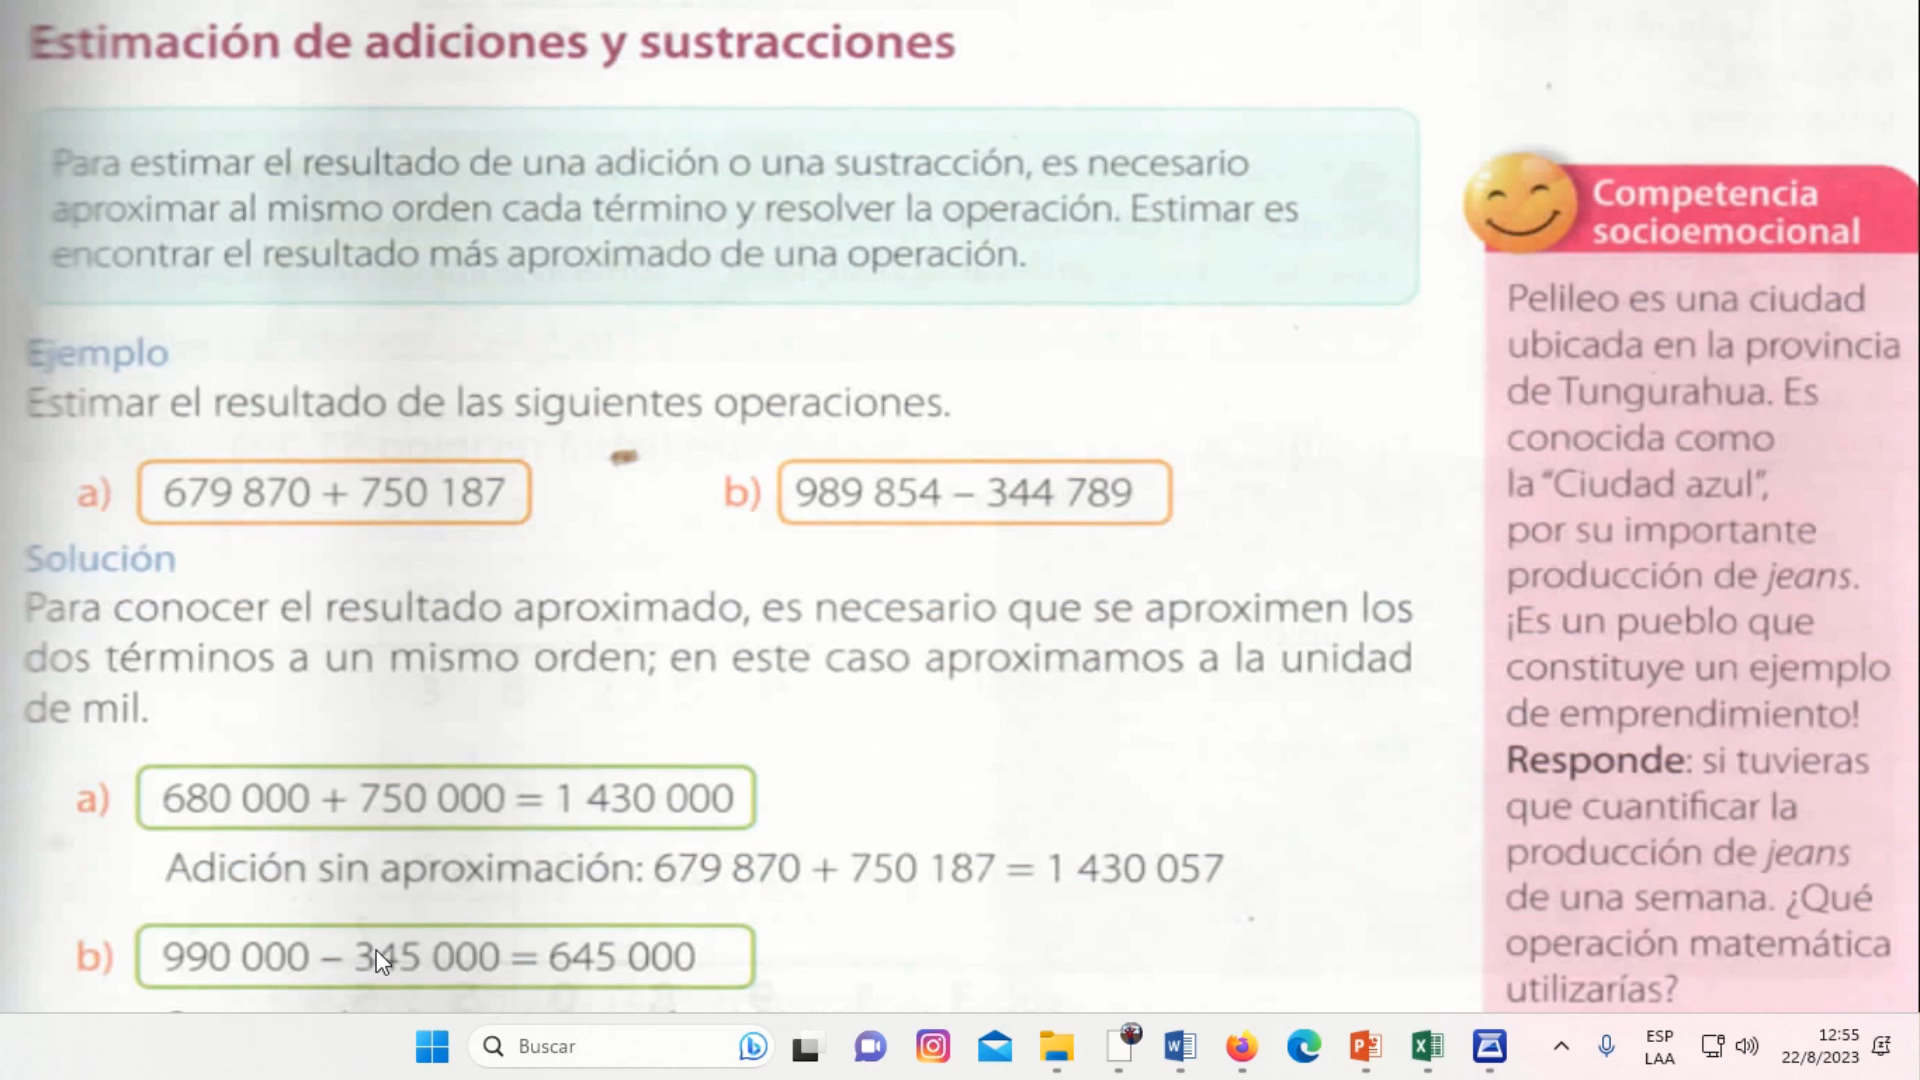 Estimación de adiciones y sustracciones
Para estimar el resultado de una adición o una sustracción, es necesario
aproximar al mismo orden cada término y resolver la operación. Estimar es
encontrar el resultado más aproximado de una operación.
Ejemplo
Estimar el resultado de las siguientes operaciones.
a) 679 870 + 750 187
b) 989 854 – 344 789
Solución
Para conocer el resultado aproximado, es necesario que se aproximen los
dos términos a un mismo orden; en este caso aproximamos a la unidad
de mil.
a) 680 000 + 750 000 = 1 430 000
Adición sin aproximación: 679 870 + 750 187 = 1 430 057
b) 990 000 – 345 000 = 645 000
Competencia
socioemocional
Pelileo es una ciudad
ubicada en la provincia
de Tungurahua. Es
conocida como
la “Ciudad azul”,
por su importante
producción de jeans.
¡Es un pueblo que
constituye un ejemplo
de emprendimiento!
Responde: si tuvieras
que cuantificar la
producción de jeans
de una semana. ¿Qué
operación matemática
utilizarías?
Buscar
ESP
LAA
12:55
22/8/2023